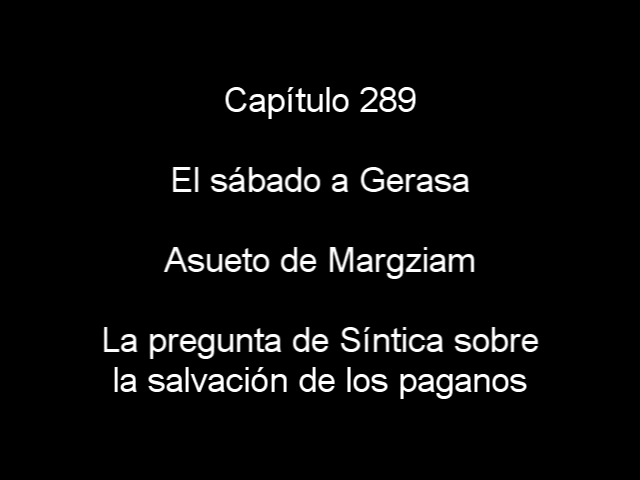 Capítulo 289
El sábado a Gerasa
Asueto de Margziam
La pregunta de Síntica sobre
la salvación de los paganos